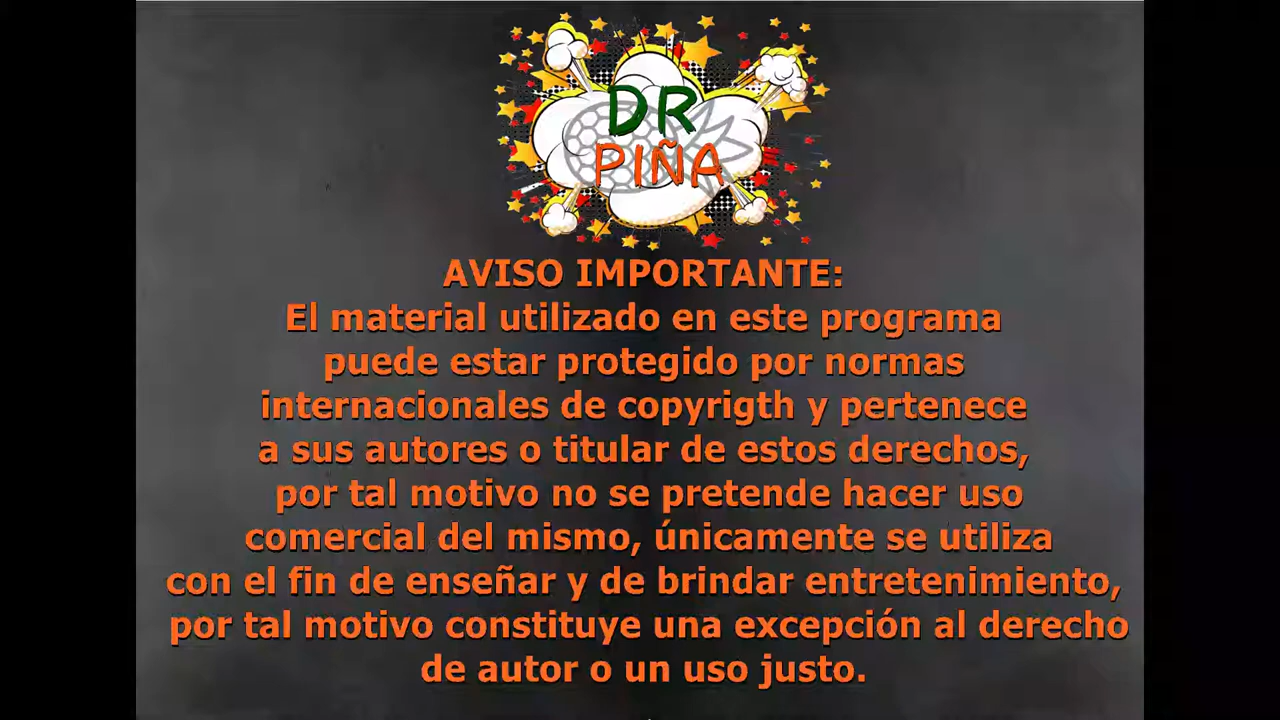 DR
PIÑA
AVISO IMPORTANTE:
El material utilizado en este programa
puede estar protegido por normas
internacionales de copyrigth y pertenece
a sus autores o titular de estos derechos,
por tal motivo no se pretende hacer uso
comercial del mismo, únicamente se utiliza
con el fin de enseñar y de brindar entretenimiento,
por tal motivo constituye una excepción al derecho
de autor o un uso justo.